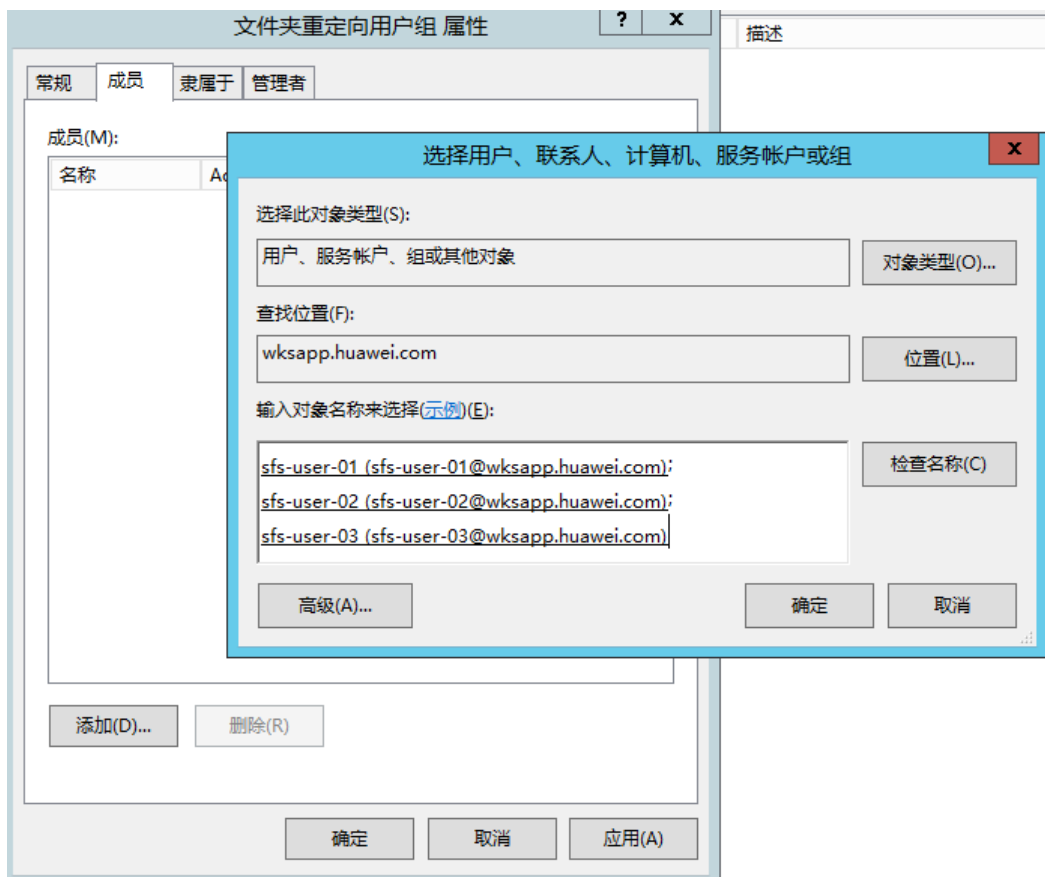 文件夹重定向用户组 属性
? x
描述
常规 成员 隶属于 管理者
成员(M):
名称
选择用户、联系人、计算机、服务帐户或组
x
选择此对象类型(S):
用户、服务帐户、组或其他对象
对象类型(O)...
查找位置(F):
wksapp.huawei.com
位置(L)...
输入对象名称来选择(示例)(E):
sfs-user-01 (sfs-user-01@wksapp.huawei.com);
检查名称(C)
sfs-user-02 (sfs-user-02@wksapp.huawei.com);
sfs-user-03 (sfs-user-03@wksapp.huawei.com)
高级(A)...
确定
取消
添加(D)...
删除(R)
确定
取消
应用(A)